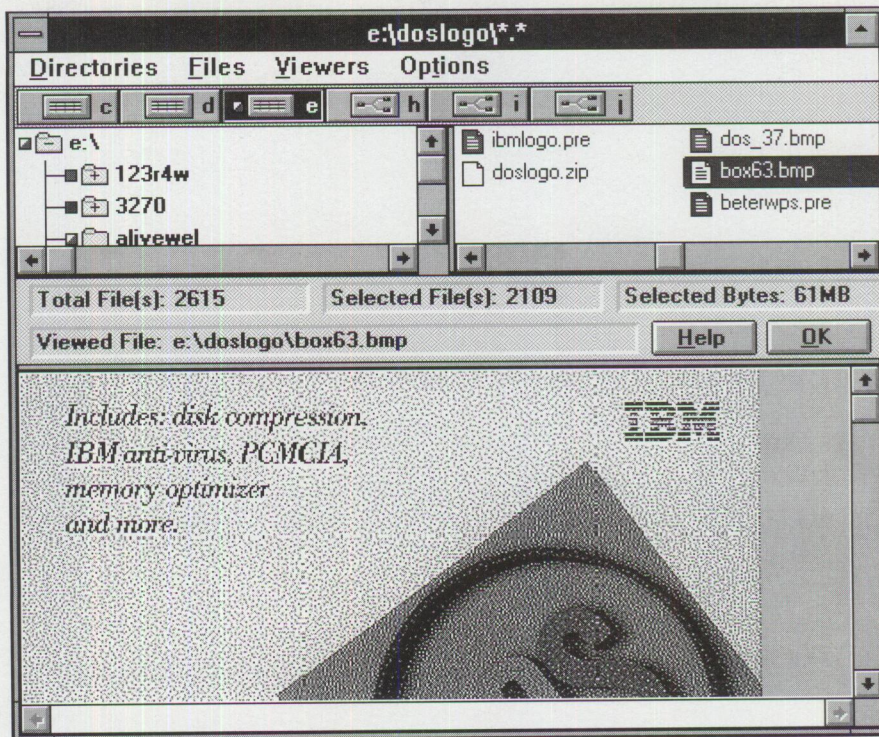 e:\doslogo\*.*
Directories Files Viewers Options
c d e h i j
e:\
123r4w
3270
alivewel
ibmlogo.pre
doslogo.zip
dos_37.bmp
box63.bmp
beterwps.pre
Total File(s): 2615 Selected File(s): 2109 Selected Bytes: 61MB
Viewed File: e:\doslogo\box63.bmp Help OK
Includes: disk compression,
IBM anti-virus, PCMCIA,
memory optimizer
and more.
IBM